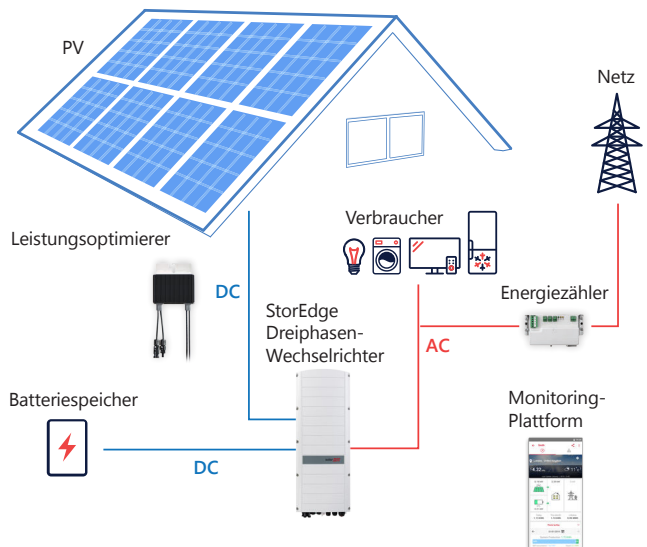 PV
Netz
Verbraucher
Leistungsoptimierer
DC
Energiezähler
StorEdge
Dreiphasen-
Wechselrichter
AC
Batteriespeicher
DC
Monitoring-
Plattform